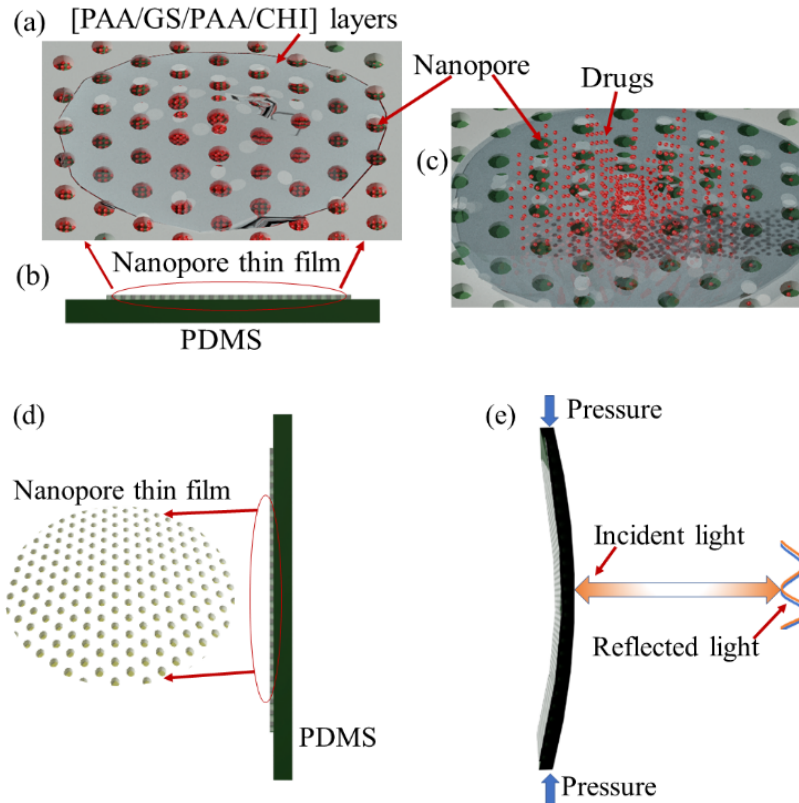 (a)
[PAA/GS/PAA/CHI] layers
Nanopore
Drugs
(c)
(b)
Nanopore thin film
PDMS
(d)
Nanopore thin film
PDMS
(e)
Pressure
Incident light
Reflected light
Pressure